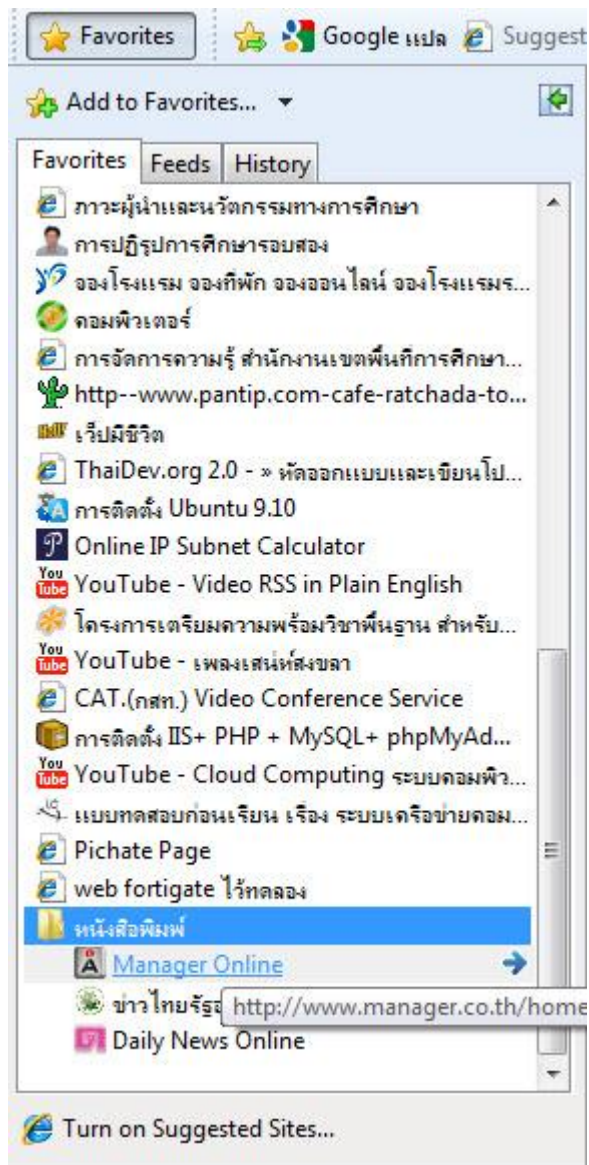 Favorites Google แปล Suggest
Add to Favorites...
Favorites Feeds History
ภาวะผู้นำและนวัตกรรมทางการศึกษา
การปฏิรูปการศึกษารอบสอง
จองโรงแรม จองที่พัก จองออนไลน์ จองโรงแรมร...
คอมพิวเตอร์
การจัดการความรู้ สำนักงานเขตพื้นที่การศึกษา...
http--www.pantip.com-cafe-ratchada-to...
เว็ปมีชีวิต
ThaiDev.org 2.0 - » หัดออกแบบและเขียนโป...
การติดตั้ง Ubuntu 9.10
Online IP Subnet Calculator
YouTube - Video RSS in Plain English
โครงการเตรียมความพร้อมวิชาพื้นฐาน สำหรับ...
YouTube - เพลงเสน่ห์สงขลา
CAT.(กสท.) Video Conference Service
การติดตั้ง IIS+ PHP + MySQL+ phpMyAd...
YouTube - Cloud Computing ระบบคอมพิว...
แบบทดสอบก่อนเรียน เรื่อง ระบบเครือข่ายคอม...
Pichate Page
web fortigate ไว้ทดลอง
หนังสือพิมพ์
Manager Online
ข่าวไทยรัฐ http://www.manager.co.th/home
Daily News Online
Turn on Suggested Sites...